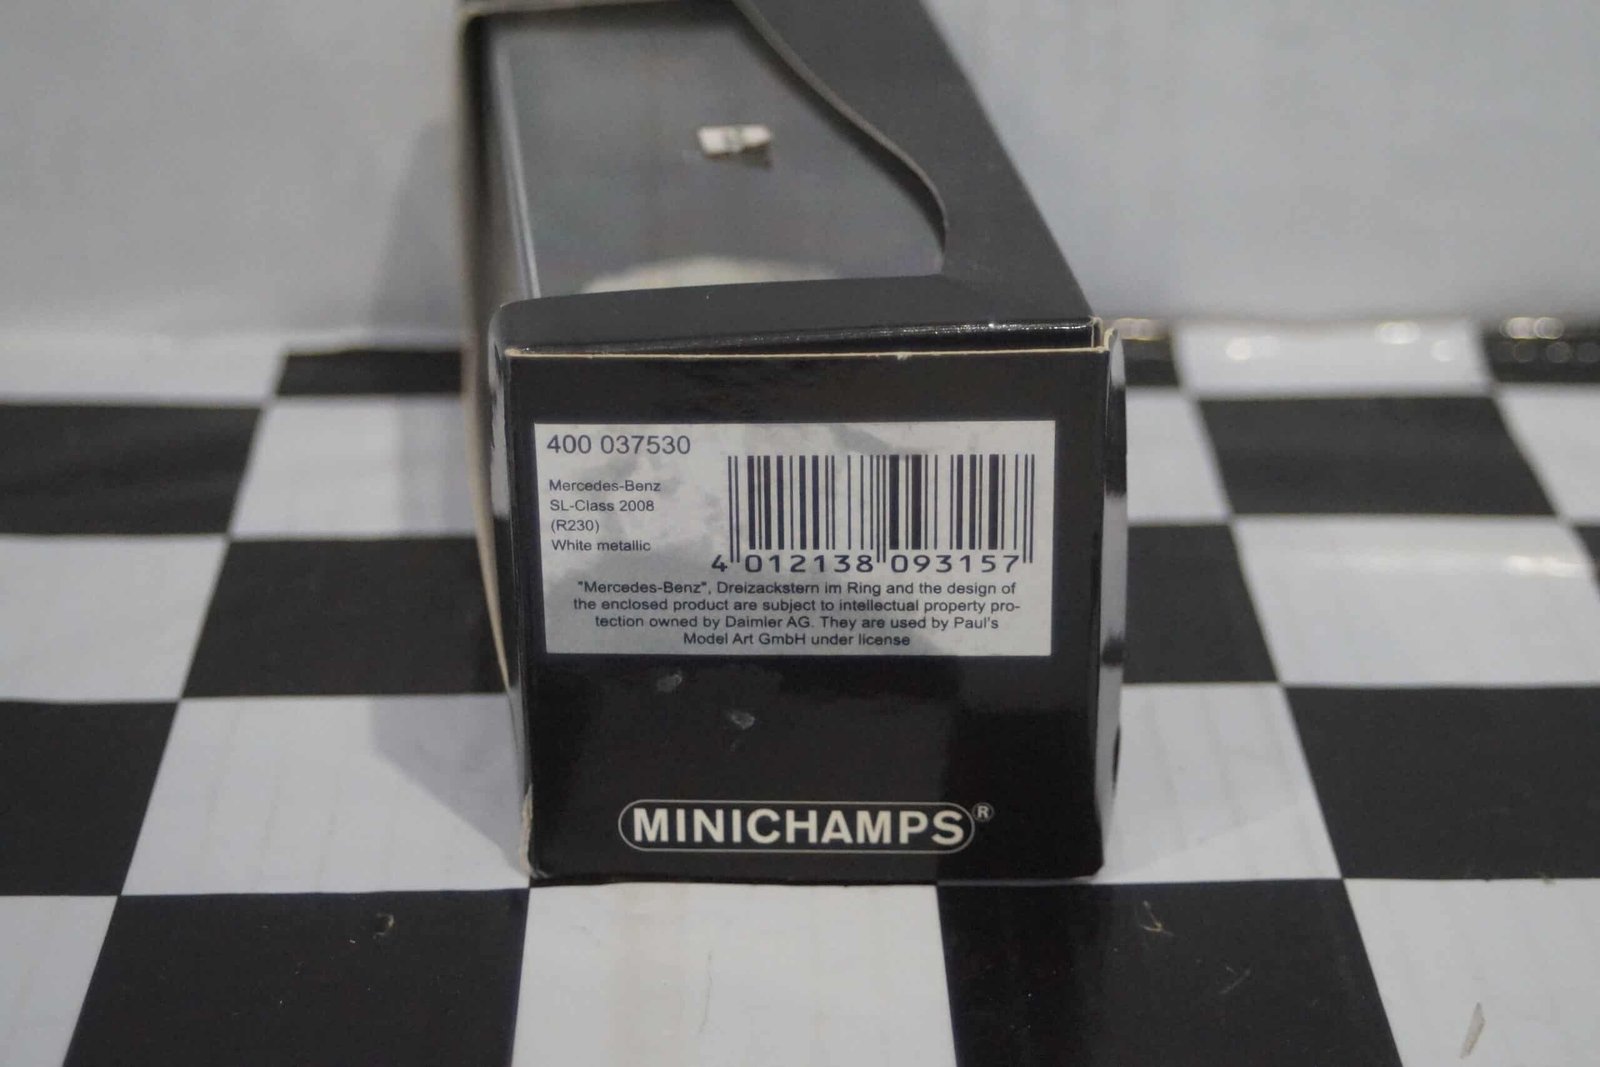 400 037530
Mercedes-Benz
SL-Class 2008
(R230)
White metallic
4 012138 093157
"Mercedes-Benz", Dreizackstern im Ring and the design of
the enclosed product are subject to intellectual property pro-
tection owned by Daimler AG. They are used by Paul's
Model Art GmbH under license
MINICHAMPS®